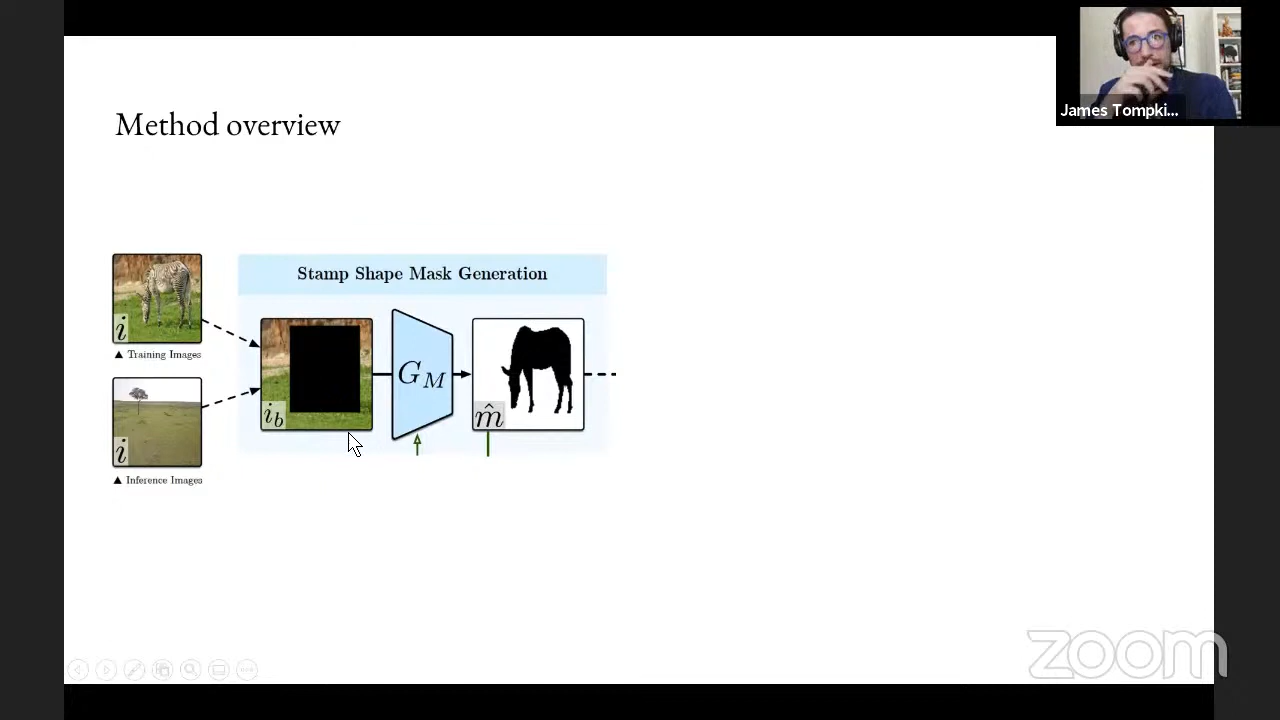 James Tompki...
Method overview
Stamp Shape Mask Generation
i
▲ Training Images
i_b
G_M
m̂
i
▲ Inference Images
zoom